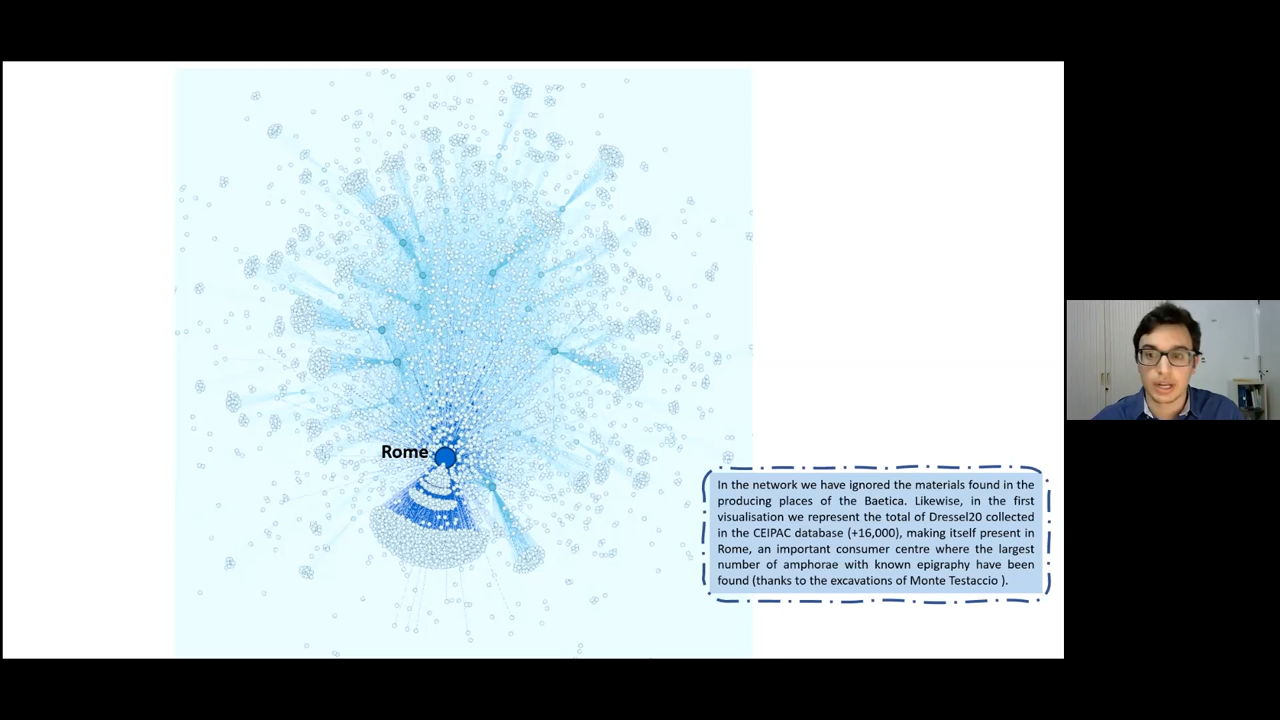 Rome
In the network we have ignored the materials found in the
producing places of the Baetica. Likewise, in the first
visualisation we represent the total of Dressel20 collected
in the CEIPAC database (+16,000), making itself present in
Rome, an important consumer centre where the largest
number of amphorae with known epigraphy have been
found (thanks to the excavations of Monte Testaccio ).